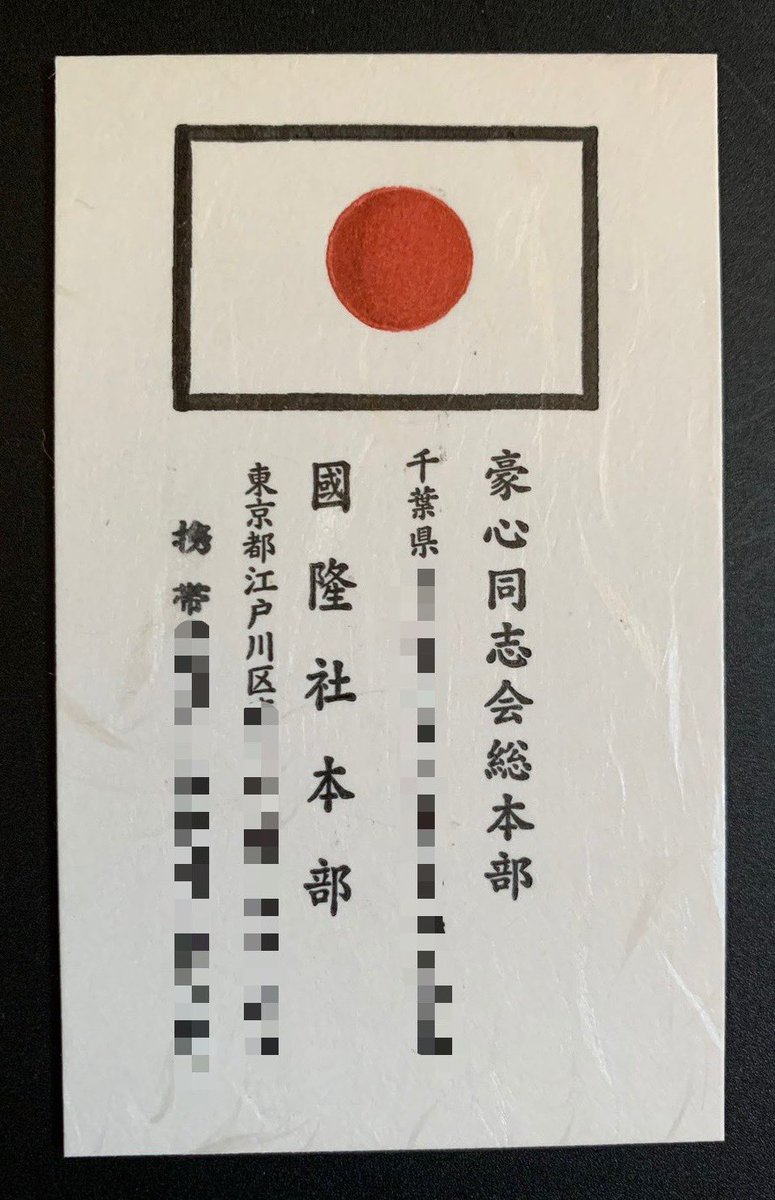 豪心同志会総本部
千葉県
國隆社本部
東京都江戸川区
携帯